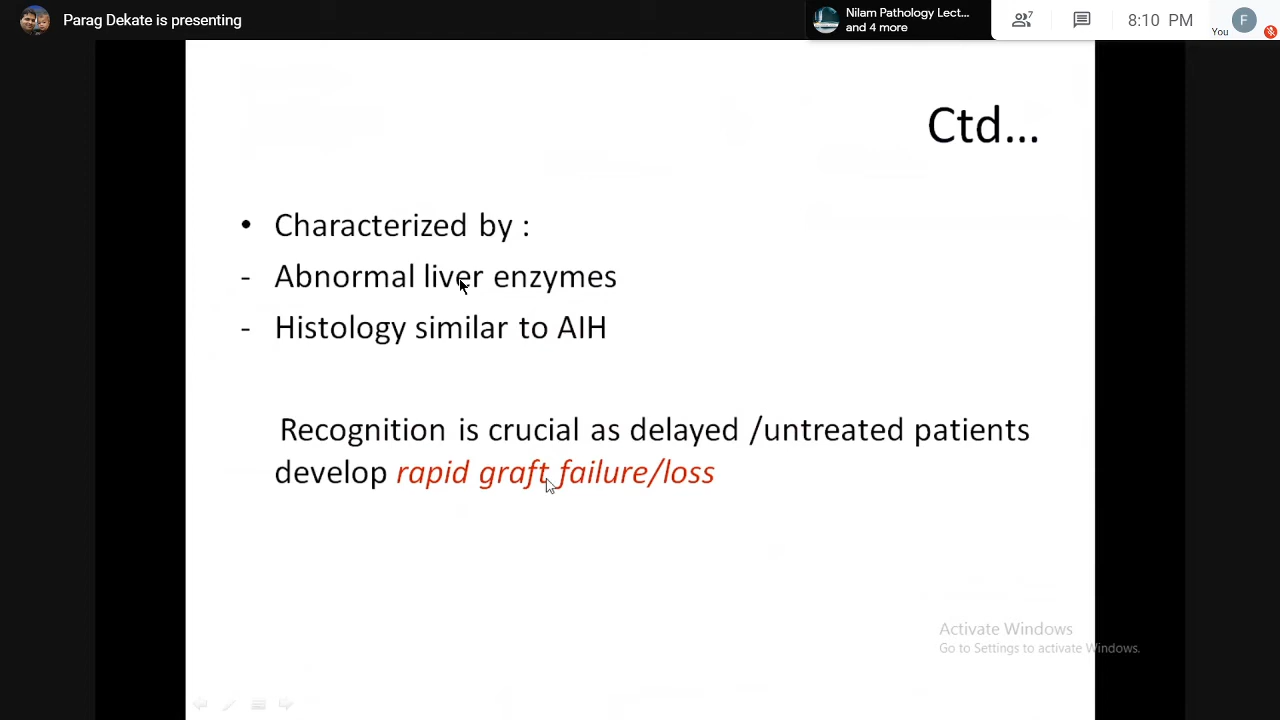 Parag Dekate is presenting
Nilam Pathology Lect...
and 4 more
7
8:10 PM
You
F
Ctd...
• Characterized by :
- Abnormal liver enzymes
- Histology similar to AIH
Recognition is crucial as delayed /untreated patients
develop rapid graft failure/loss
Activate Windows
Go to Settings to activate Windows.